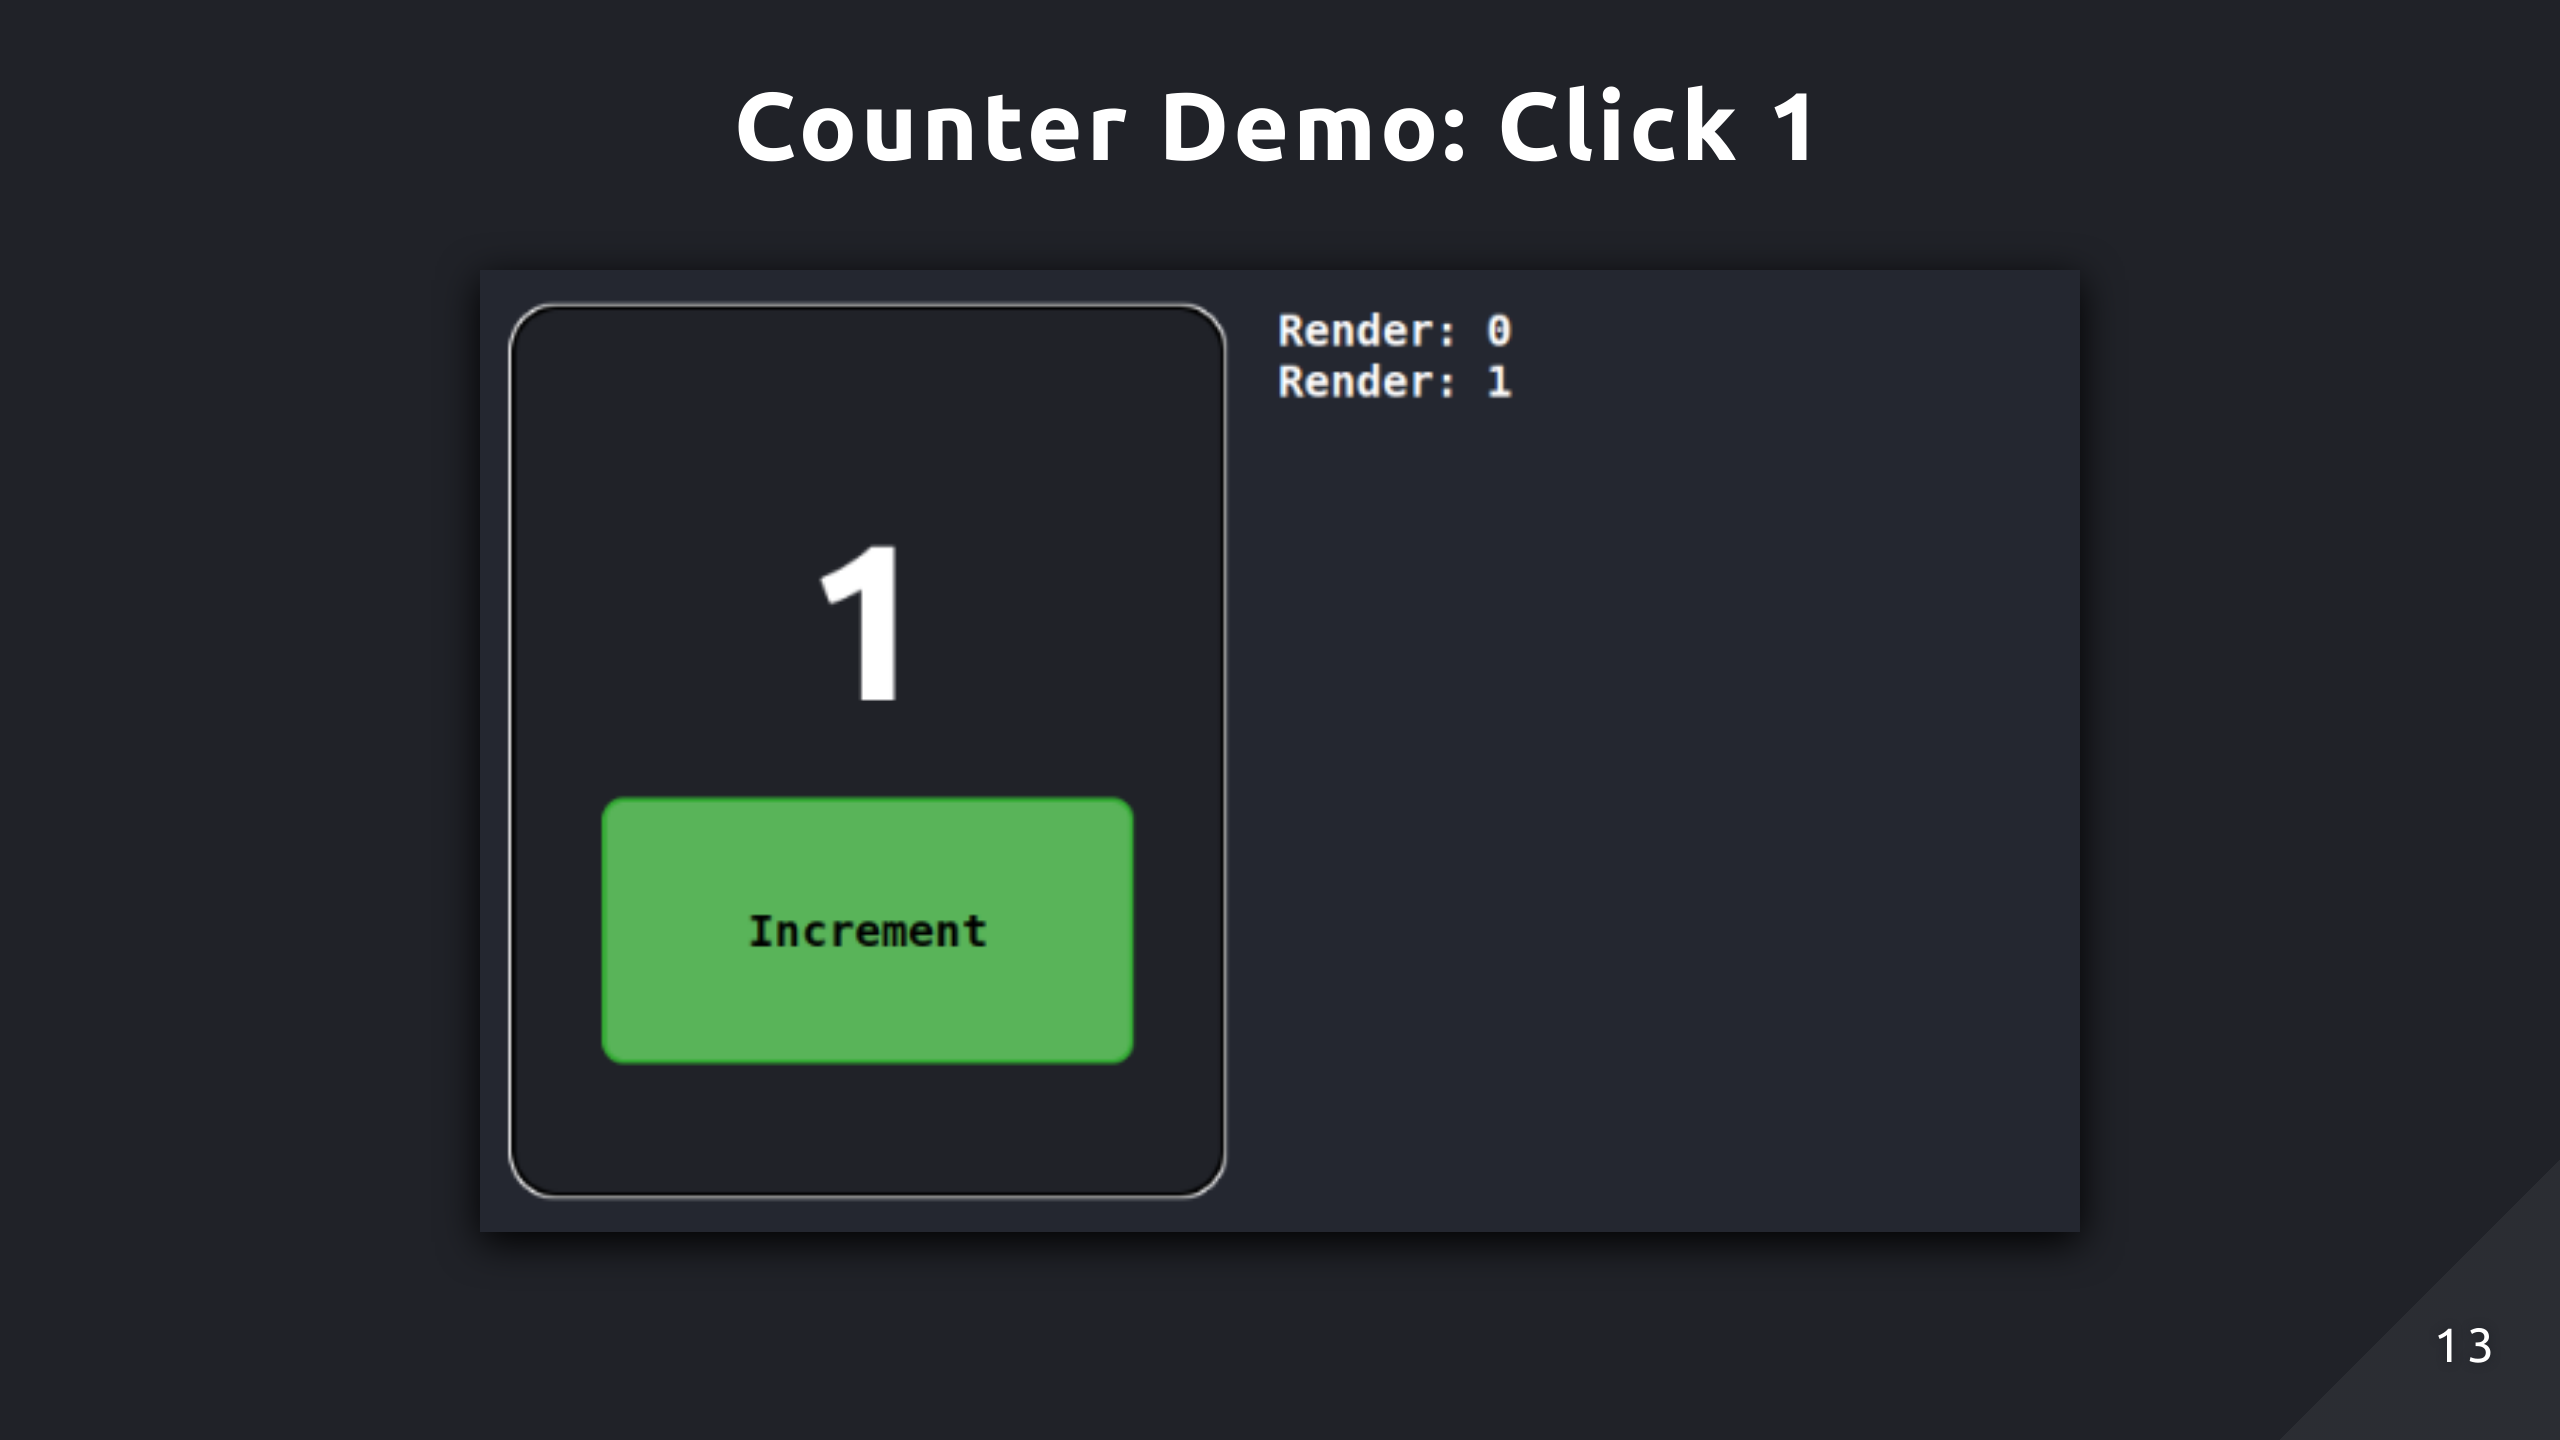 Counter Demo: Click 1
Render: 0
Render: 1
1
Increment
13